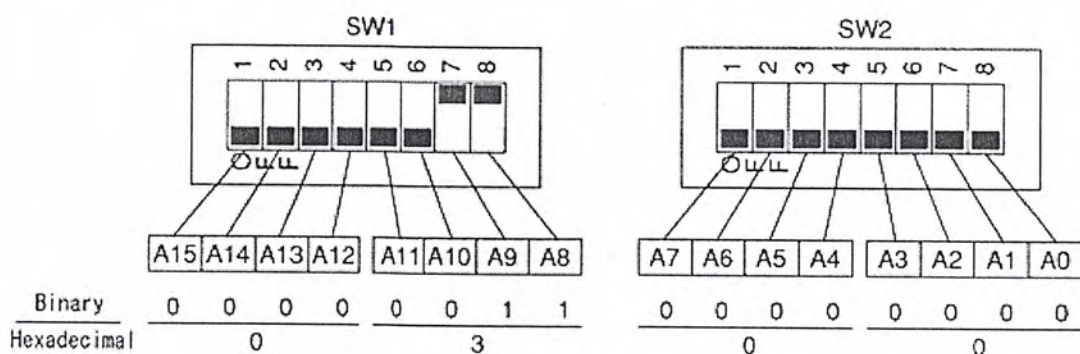 SW1 SW2
1 2 3 4 5 6 7 8 1 2 3 4 5 6 7 8
OFF OFF
A15 A14 A13 A12 A11 A10 A9 A8 A7 A6 A5 A4 A3 A2 A1 A0
Binary 0 0 0 0 0 0 1 1 0 0 0 0 0 0 0 0
Hexadecimal 0 3 0 0